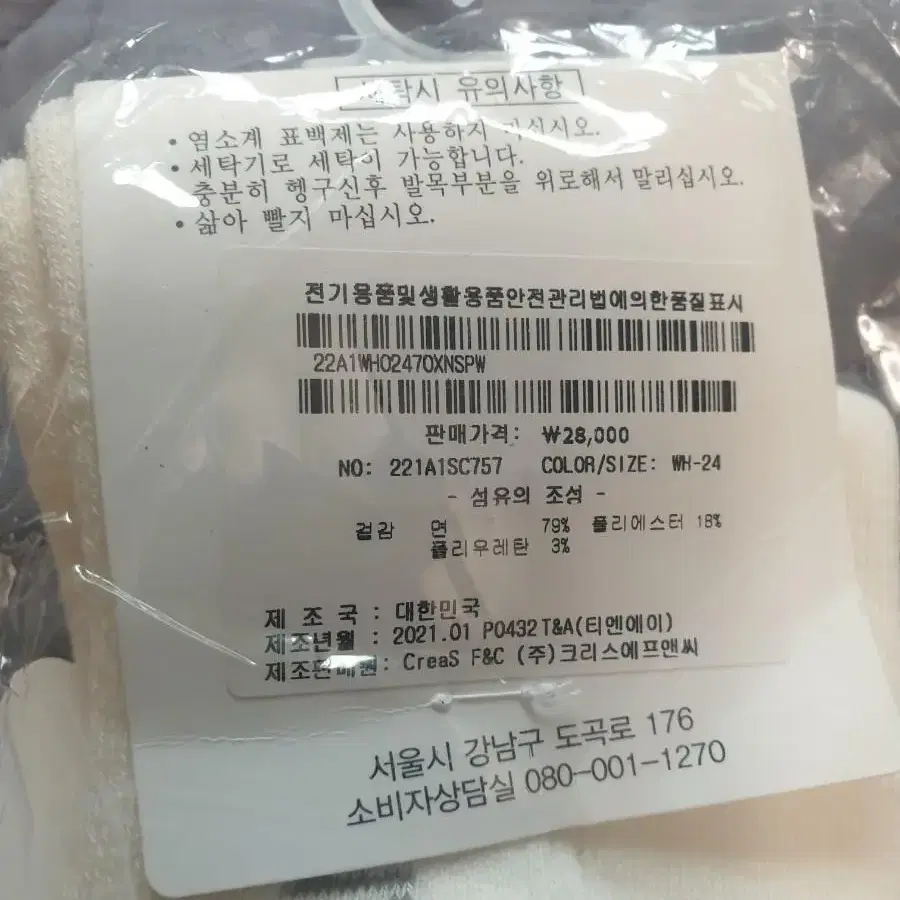 세탁시 유의사항
• 염소계 표백제는 사용하지 마십시오.
• 세탁기로 세탁이 가능합니다.
충분히 헹구신후 발목부분을 위로해서 말리십시오.
• 삶아 빨지 마십시오.
전기용품및생활용품안전관리법에의한품질표시
22A1WH02470XNSPW
판매가격: ₩28,000
NO: 221A1SC757 COLOR/SIZE: WH-24
- 섬유의 조성 -
겉감 면 79% 폴리에스터 18%
폴리우레탄 3%
제 조 국 : 대한민국
제조년월 : 2021.01 P0432 T&A(티엔에이)
제조판매원: CreaS F&C (주)크리스에프앤씨
서울시 강남구 도곡로 176
소비자상담실 080-001-1270